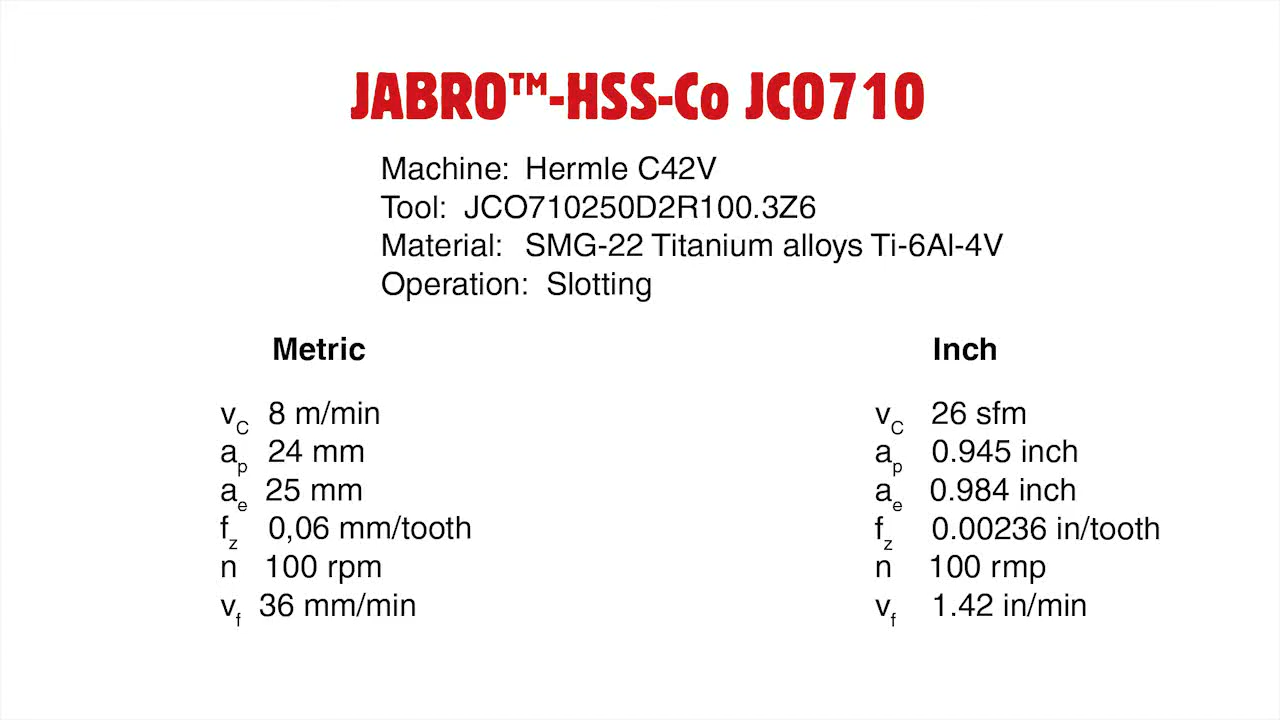 JABRO™-HSS-Co JCO710
Machine: Hermle C42V
Tool: JCO710250D2R100.3Z6
Material: SMG-22 Titanium alloys Ti-6Al-4V
Operation: Slotting
Metric Inch
vC 8 m/min vC 26 sfm
ap 24 mm ap 0.945 inch
ae 25 mm ae 0.984 inch
fz 0,06 mm/tooth fz 0.00236 in/tooth
n 100 rpm n 100 rmp
vf 36 mm/min vf 1.42 in/min